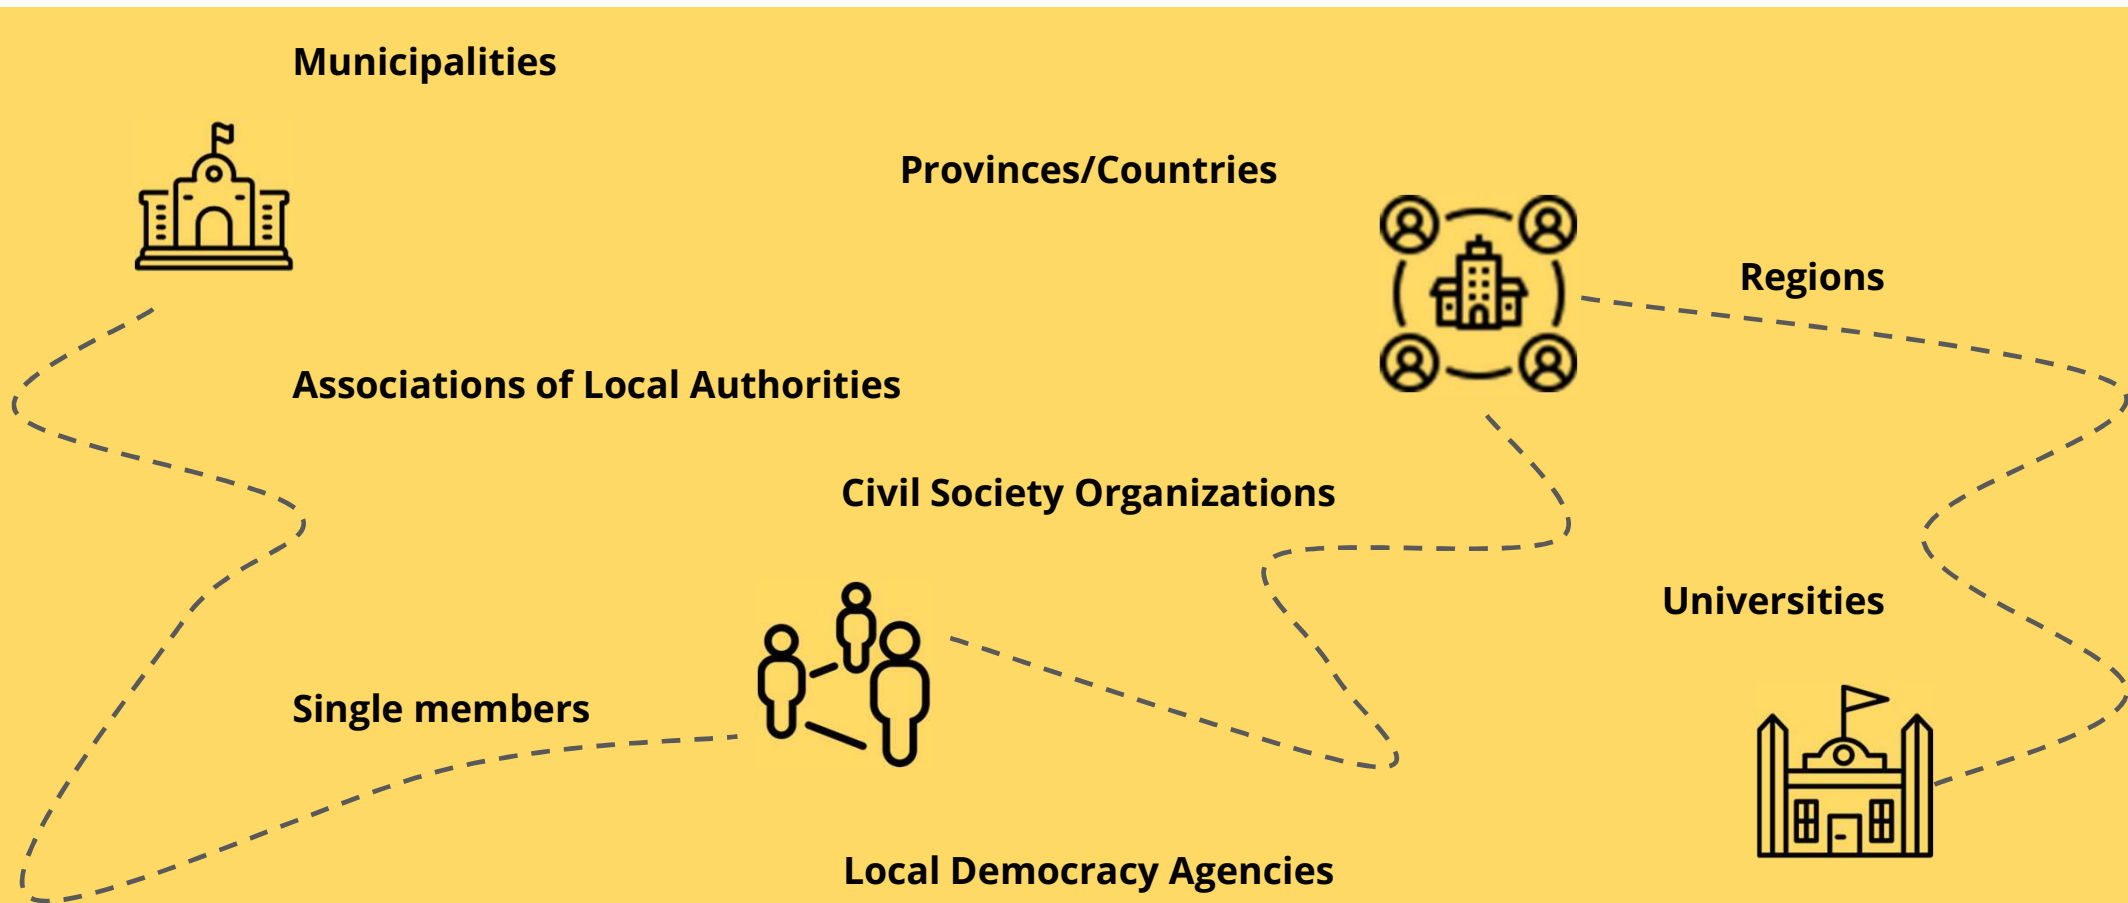 Municipalities
Provinces/Countries
Regions
Associations of Local Authorities
Civil Society Organizations
Universities
Single members
Local Democracy Agencies